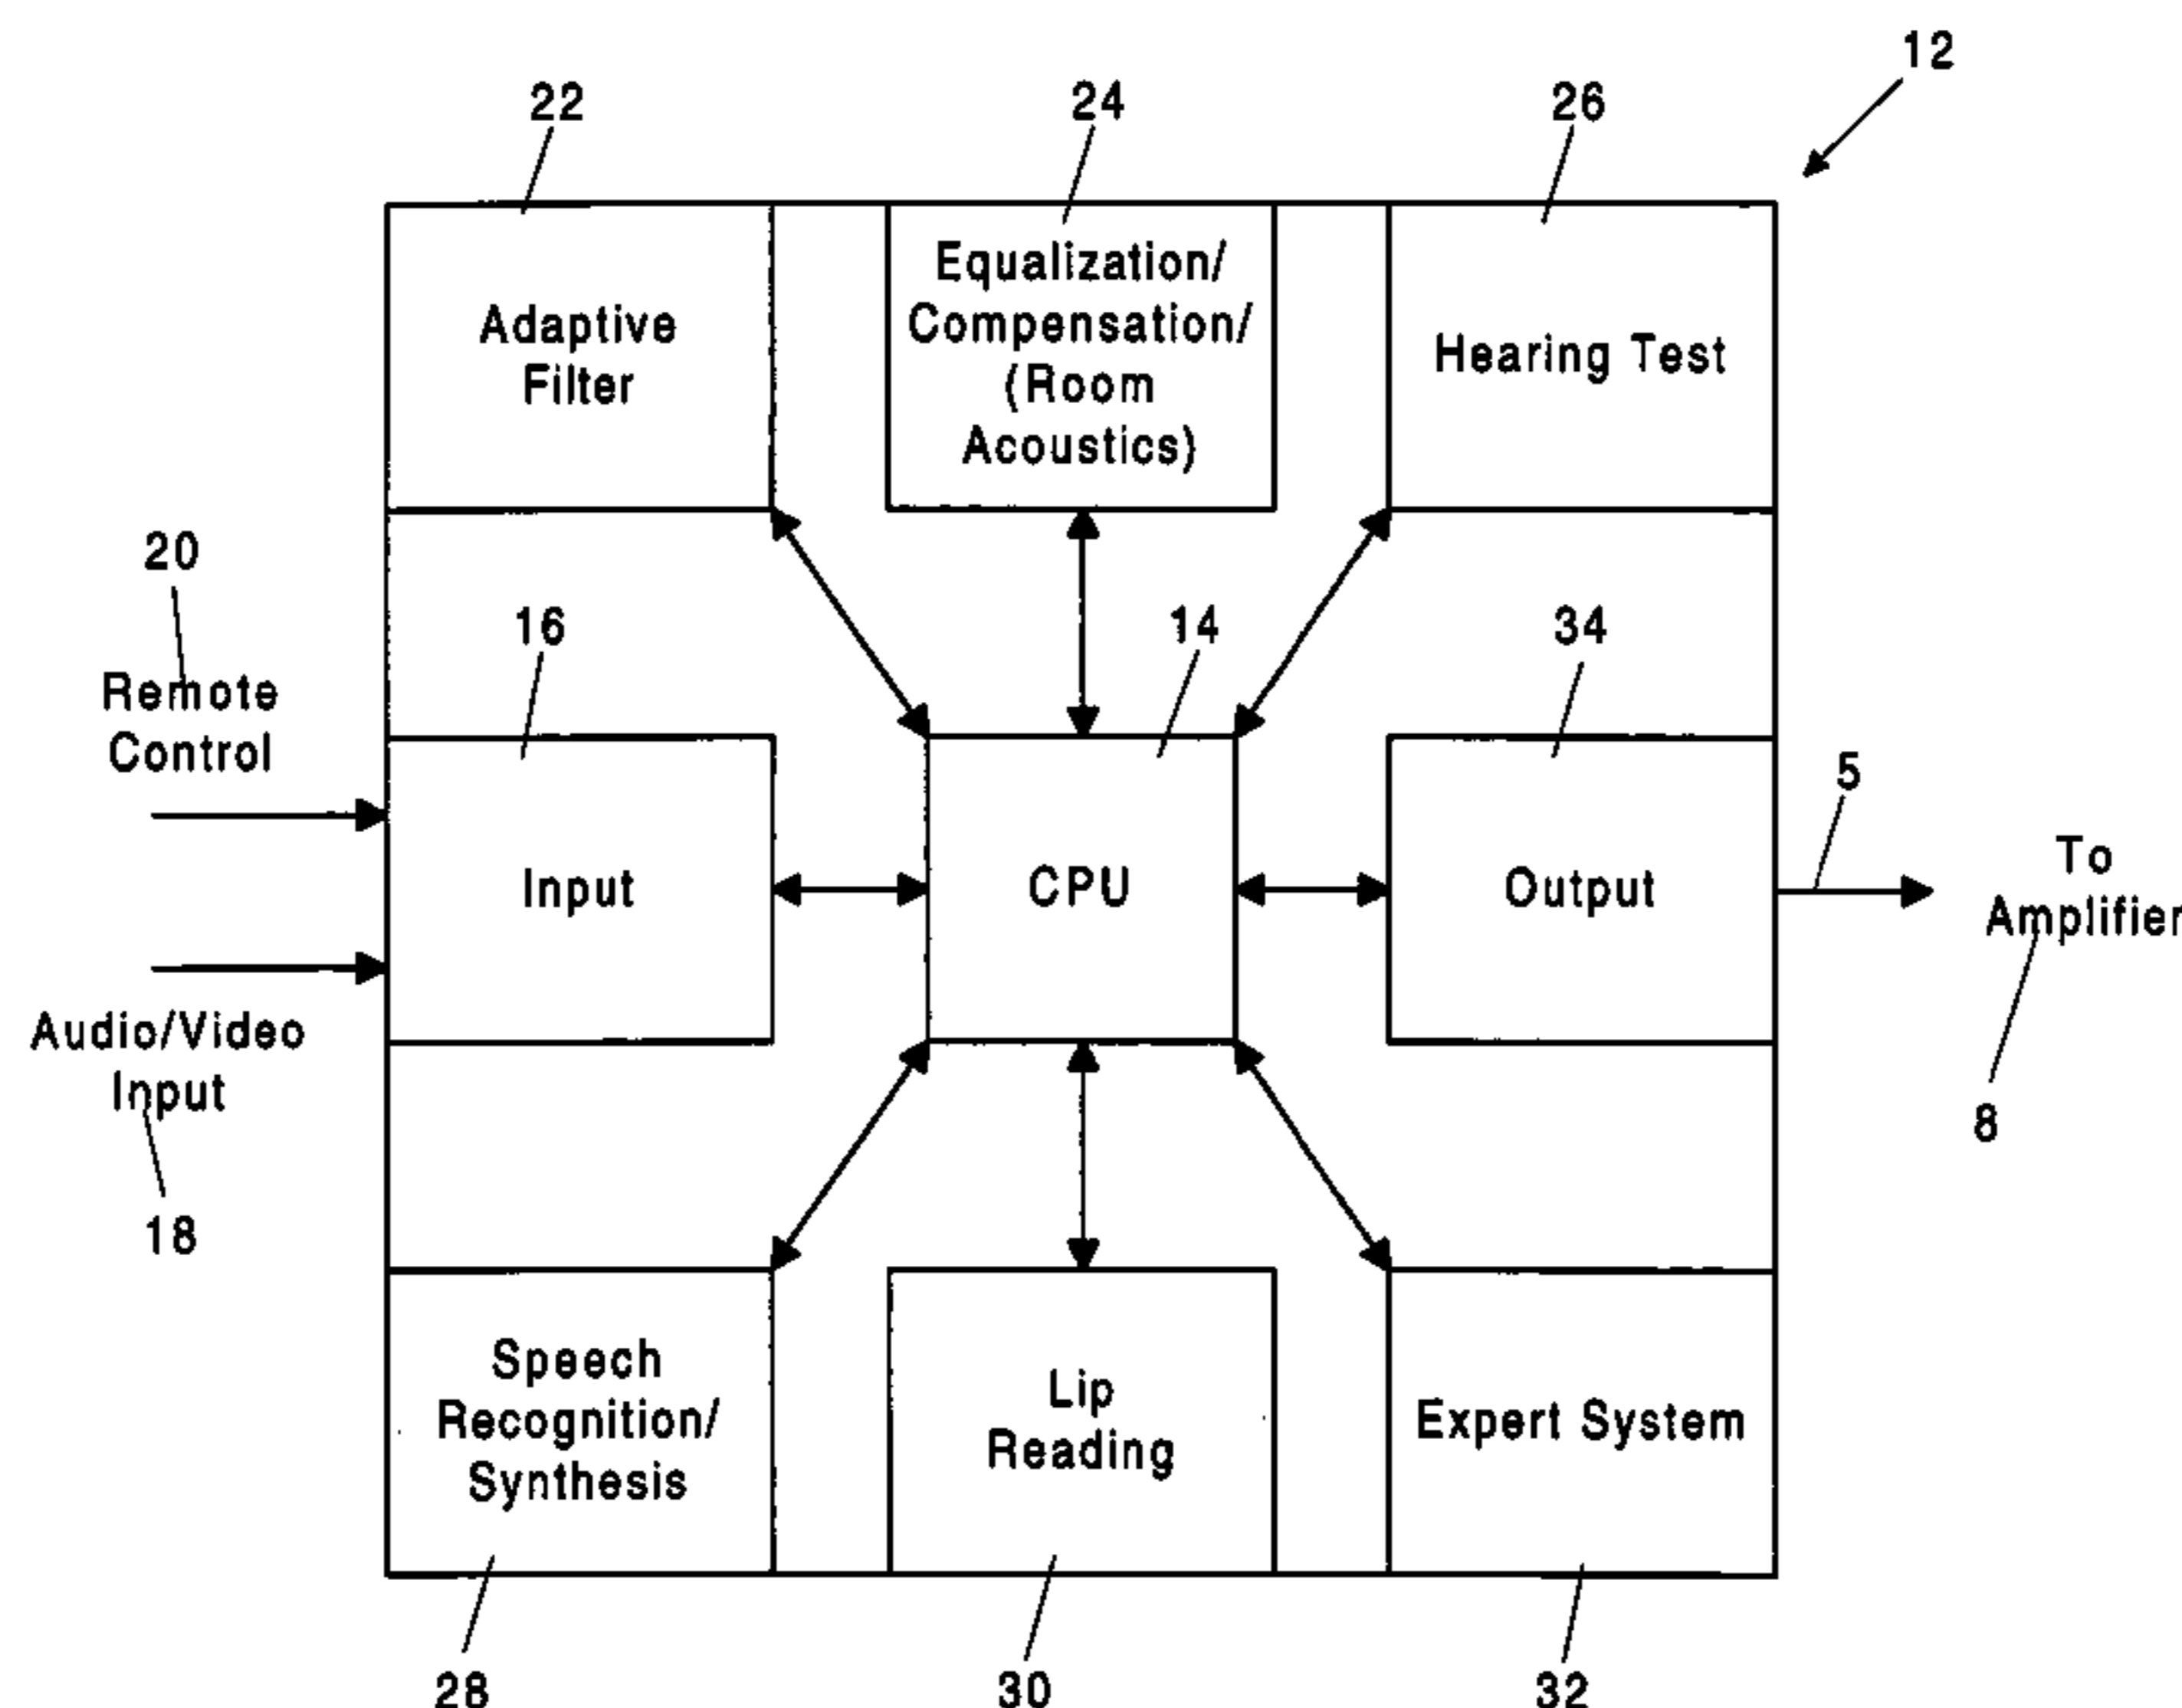 12
22
24
26
Adaptive
Filter
Equalization/
Compensation/
(Room
Acoustics)
Hearing Test
20
Remote
Control
16
14
34
5
Input
CPU
Output
To
Amplifier
8
Audio/Video
Input
18
Speech
Recognition/
Synthesis
Lip
Reading
Expert System
28
30
32